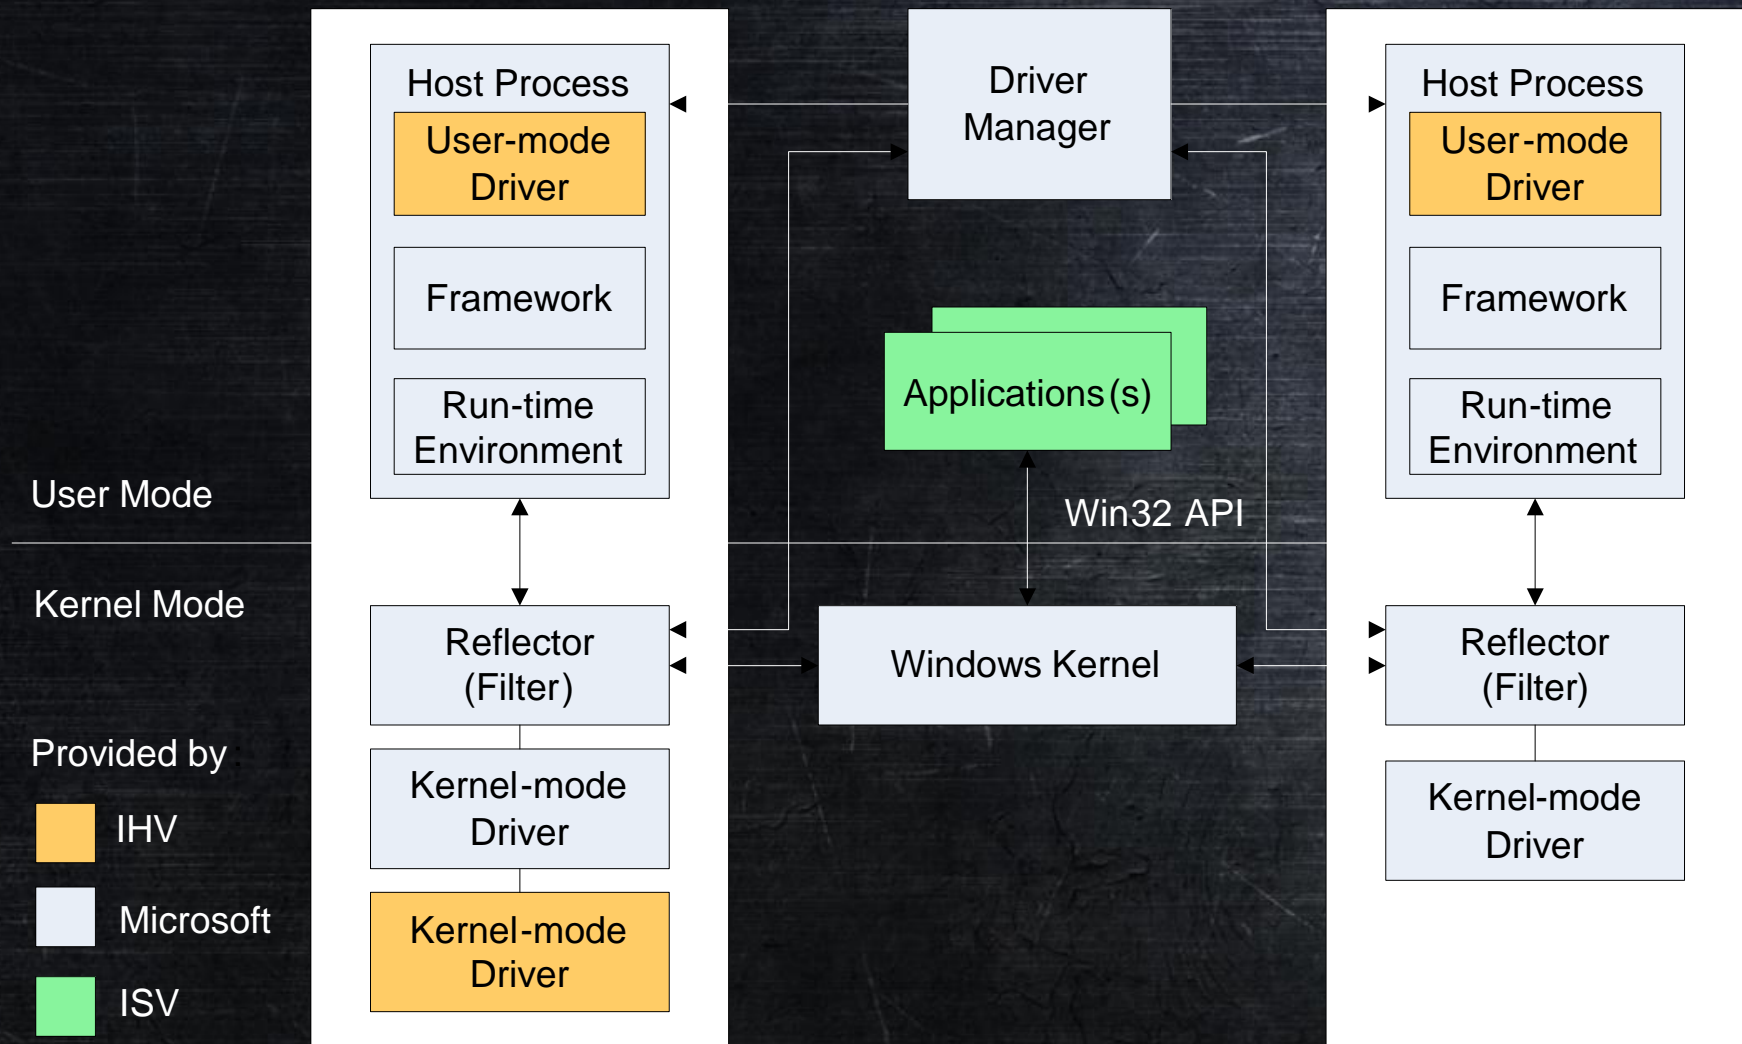 Host Process
User-mode
Driver
Framework
Run-time
Environment
Driver
Manager
Applications(s)
Win32 API
Host Process
User-mode
Driver
Framework
Run-time
Environment
User Mode
Kernel Mode
Reflector
(Filter)
Kernel-mode
Driver
Kernel-mode
Driver
Windows Kernel
Reflector
(Filter)
Kernel-mode
Driver
Provided by :
IHV
Microsoft
ISV